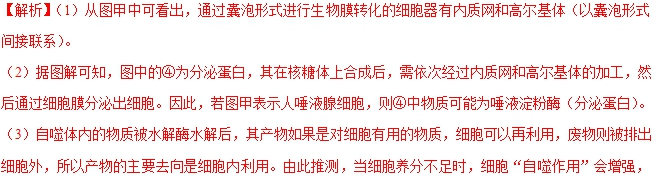 【解析】（1）从图甲中可看出，通过囊泡形式进行生物膜转化的细胞器有内质网和高尔基体（以囊泡形式
间接联系）。
（2）据图解可知，图中的④为分泌蛋白，其在核糖体上合成后，需依次经过内质网和高尔基体的加工，然
后通过细胞膜分泌出细胞。因此，若图甲表示人唾液腺细胞，则④中物质可能为唾液淀粉酶（分泌蛋白）。
（3）自噬体内的物质被水解酶水解后，其产物如果是对细胞有用的物质，细胞可以再利用，废物则被排出
细胞外，所以产物的主要去向是细胞内利用。由此推测，当细胞养分不足时，细胞“自噬作用”会增强，